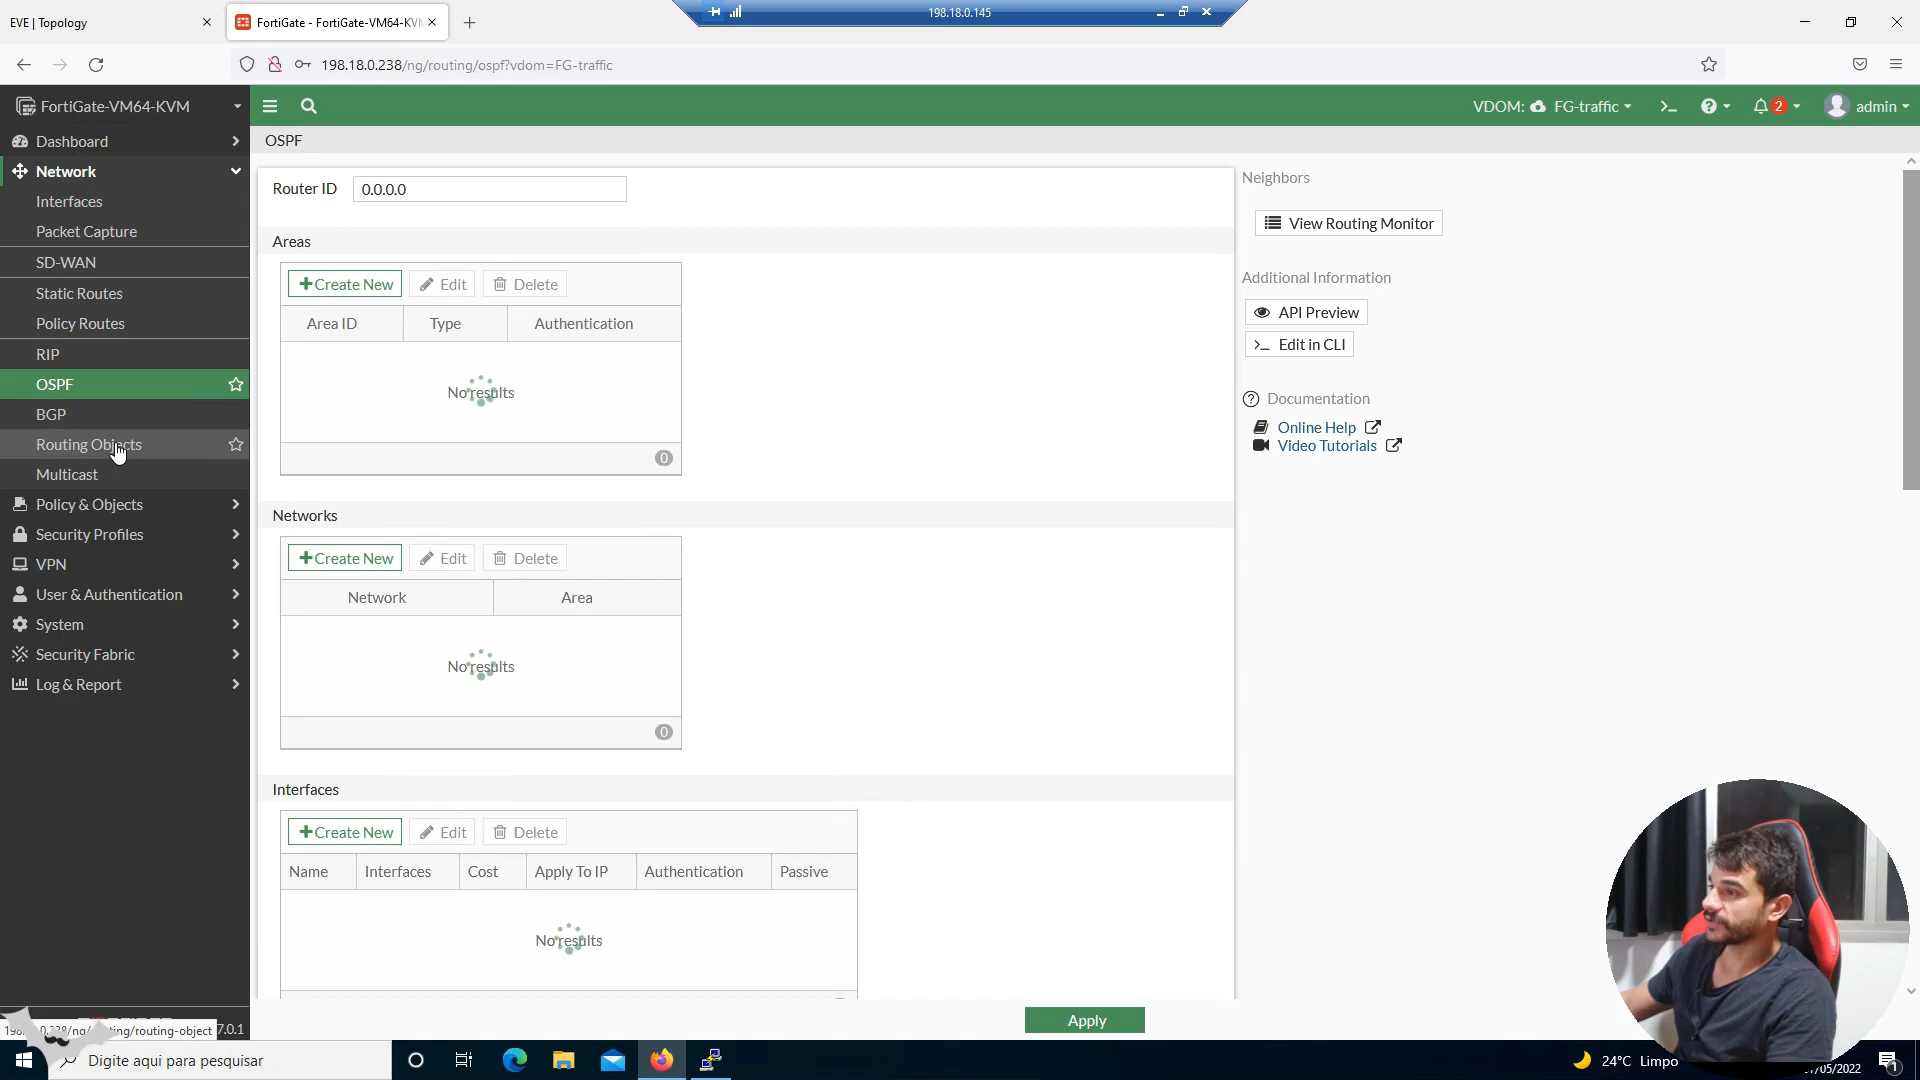 EVE | Topology
FortiGate - FortiGate-VM64-KVM
198.18.0.145
198.18.0.238/ng/routing/ospf?vdom=FG-traffic
FortiGate-VM64-KVM
VDOM: FG-traffic
2
admin
Dashboard
Network
Interfaces
Packet Capture
SD-WAN
Static Routes
Policy Routes
RIP
OSPF
BGP
Routing Objects
Multicast
Policy & Objects
Security Profiles
VPN
User & Authentication
System
Security Fabric
Log & Report
OSPF
Router ID 0.0.0.0
Areas
Create New Edit Delete
Area ID Type Authentication
No results
0
Networks
Create New Edit Delete
Network Area
No results
0
Interfaces
Create New Edit Delete
Name Interfaces Cost Apply To IP Authentication Passive
No results
Apply
Neighbors
View Routing Monitor
Additional Information
API Preview
>_ Edit in CLI
Documentation
Online Help
Video Tutorials
7.0.1
Digite aqui para pesquisar
24°C Limpo
/05/2022
1